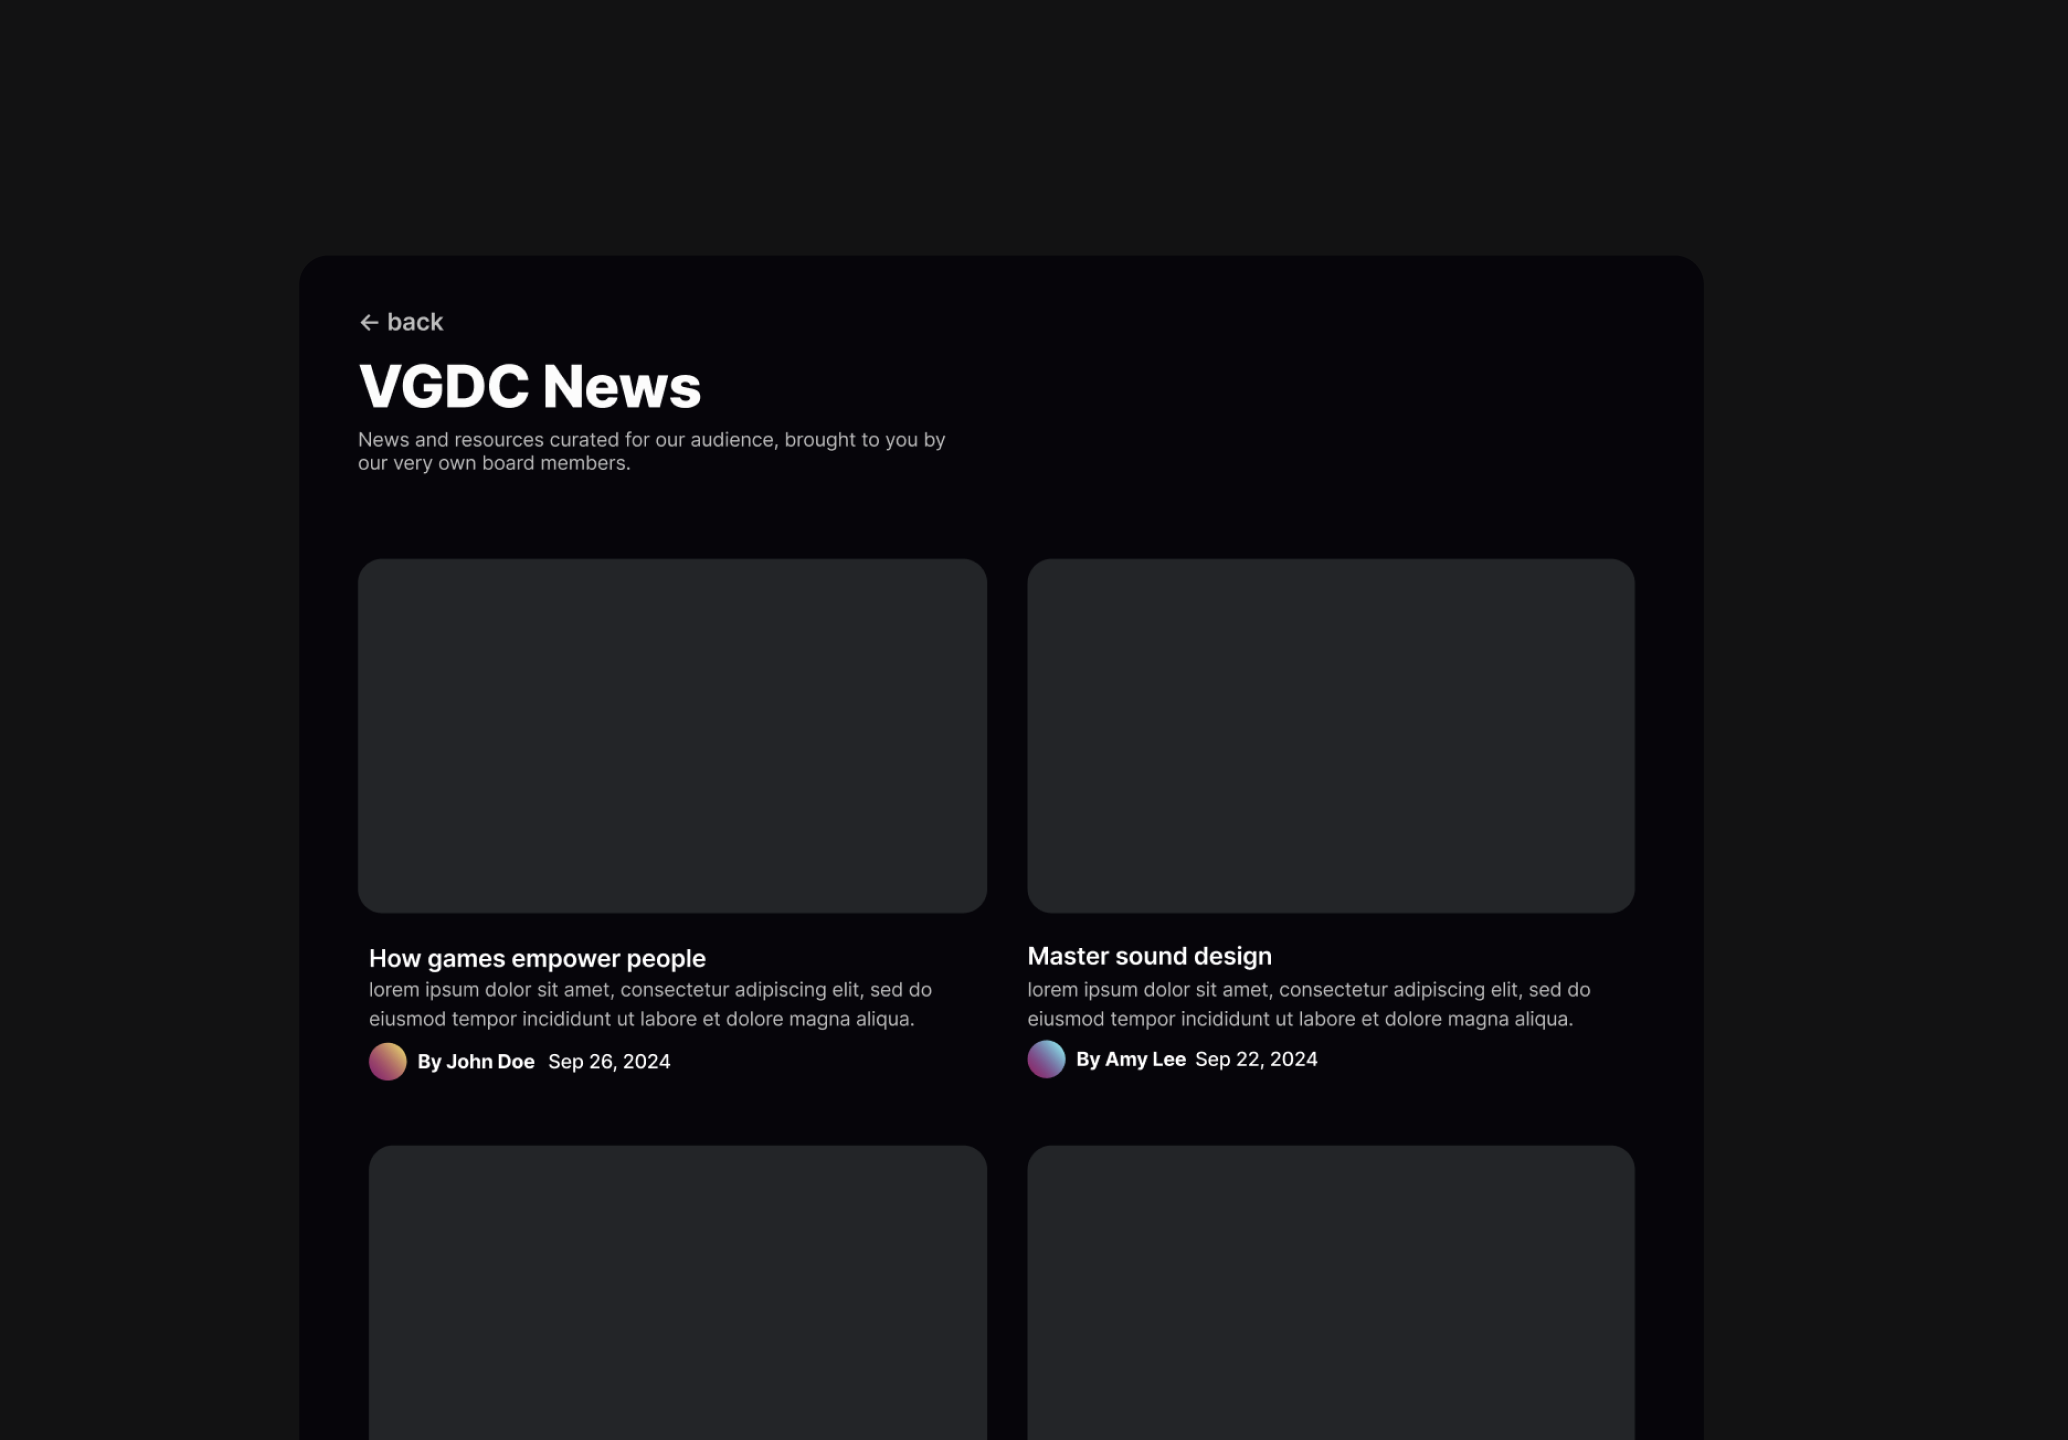 ← back
VGDC News
News and resources curated for our audience, brought to you by
our very own board members.
How games empower people
lorem ipsum dolor sit amet, consectetur adipiscing elit, sed do
eiusmod tempor incididunt ut labore et dolore magna aliqua.
By John Doe Sep 26, 2024
Master sound design
lorem ipsum dolor sit amet, consectetur adipiscing elit, sed do
eiusmod tempor incididunt ut labore et dolore magna aliqua.
By Amy Lee Sep 22, 2024